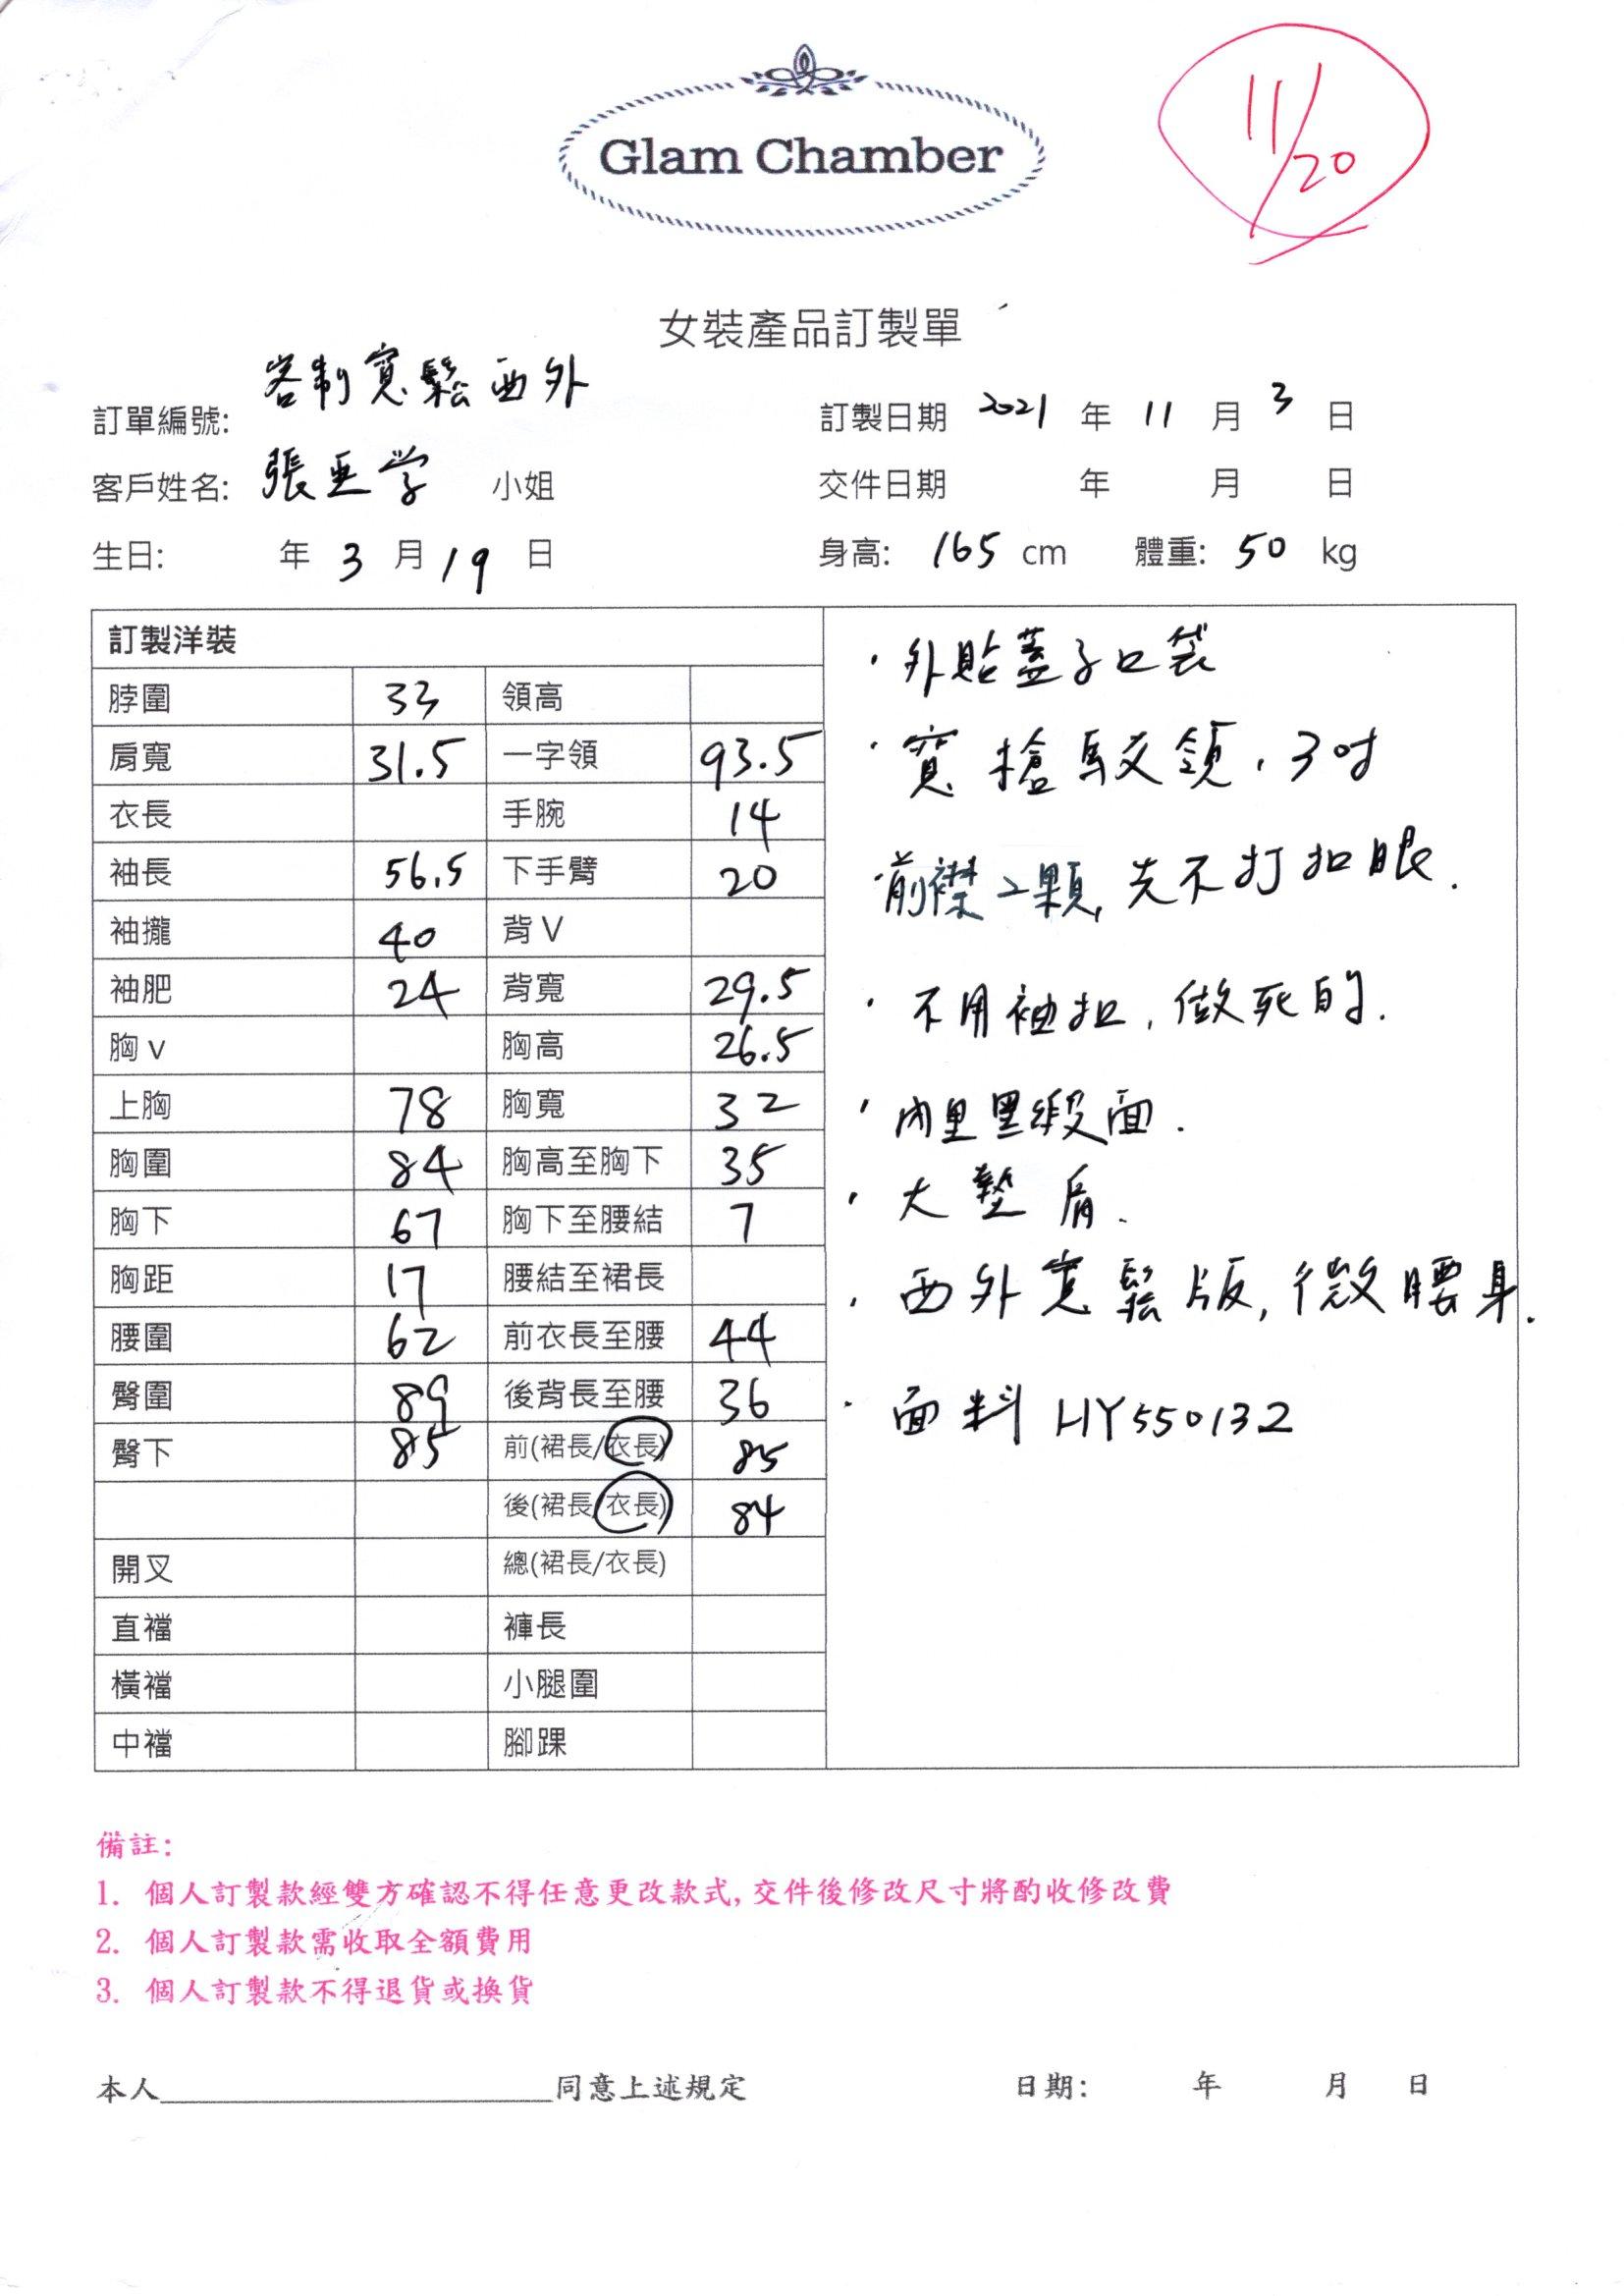 Glam Chamber
11/20
女裝產品訂製單
訂單編號: 客制寬鬆西外
訂製日期 2021 年 11 月 3 日
客戶姓名: 張亚学 小姐
交件日期 年 月 日
生日: 年 3 月 19 日
身高: 165 cm 體重: 50 kg
訂製洋裝
脖圍 33 領高
肩寬 31.5 一字領 93.5
衣長 手腕 14
袖長 56.5 下手臂 20
袖攏 40 背V
袖肥 24 背寬 29.5
胸v 胸高 26.5
上胸 78 胸寬 32
胸圍 84 胸高至胸下 35
胸下 67 胸下至腰結 7
胸距 17 腰結至裙長
腰圍 62 前衣長至腰 44
臀圍 89 後背長至腰 36
臀下 85 前(裙長/衣長) 85
後(裙長/衣長) 84
開叉 總(裙長/衣長)
直襠 褲長
橫襠 小腿圍
中襠 腳踝
·外貼蓋子口袋
·寬槍駁領,3吋
·前襟2顆,先不打扣眼.
·不用袖扣,做死的.
·內里黑緞面.
·大墊肩.
·西外寬鬆版,微腰身.
·面料 HY550132
備註:
1. 個人訂製款經雙方確認不得任意更改款式,交件後修改尺寸將酌收修改費
2. 個人訂製款需收取全額費用
3. 個人訂製款不得退貨或換貨
本人____________________同意上述規定
日期: 年 月 日